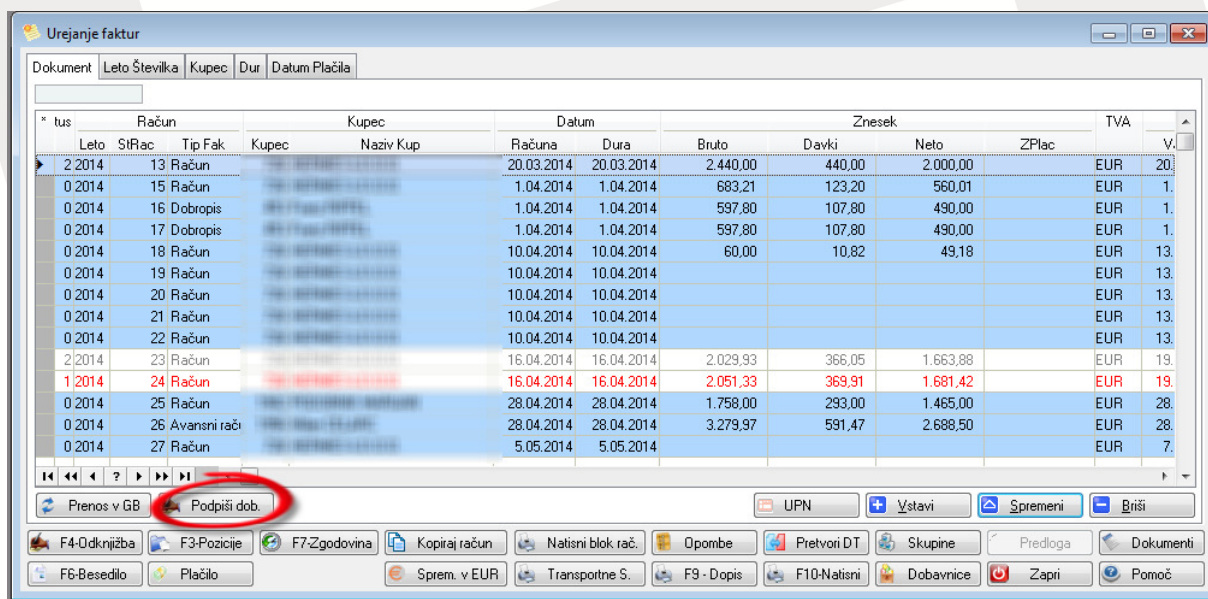 Urejanje faktur
Dokument Leto Številka Kupec Dur Datum Plačila
* tus Račun Kupec Datum Znesek TVA
Leto StRac Tip Fak Kupec Naziv Kup Računa Dura Bruto Davki Neto ZPlac V.
2 2014 13 Račun 20.03.2014 20.03.2014 2.440,00 440,00 2.000,00 EUR 20.
0 2014 15 Račun 1.04.2014 1.04.2014 683,21 123,20 560,01 EUR 1.
0 2014 16 Dobropis 1.04.2014 1.04.2014 597,80 107,80 490,00 EUR 1.
0 2014 17 Dobropis 1.04.2014 1.04.2014 597,80 107,80 490,00 EUR 1.
0 2014 18 Račun 10.04.2014 10.04.2014 60,00 10,82 49,18 EUR 13.
0 2014 19 Račun 10.04.2014 10.04.2014 EUR 13.
0 2014 20 Račun 10.04.2014 10.04.2014 EUR 13.
0 2014 21 Račun 10.04.2014 10.04.2014 EUR 13.
0 2014 22 Račun 10.04.2014 10.04.2014 EUR 13.
2 2014 23 Račun 16.04.2014 16.04.2014 2.029,93 366,05 1.663,88 EUR 19.
1 2014 24 Račun 16.04.2014 16.04.2014 2.051,33 369,91 1.681,42 EUR 19.
0 2014 25 Račun 28.04.2014 28.04.2014 1.758,00 293,00 1.465,00 EUR 28.
0 2014 26 Avansni raču 28.04.2014 28.04.2014 3.279,97 591,47 2.688,50 EUR 28.
0 2014 27 Račun 5.05.2014 5.05.2014 EUR 7.
Prenos v GB Podpiši dob. UPN Vstavi Spremeni Briši
F4-Odknjižba F3-Pozicije F7-Zgodovina Kopiraj račun Natisni blok rač. Opombe Pretvori DT Skupine Predloga Dokumenti
F6-Besedilo Plačilo Sprem. v EUR Transportne S. F9 - Dopis F10-Natisni Dobavnice Zapri Pomoč